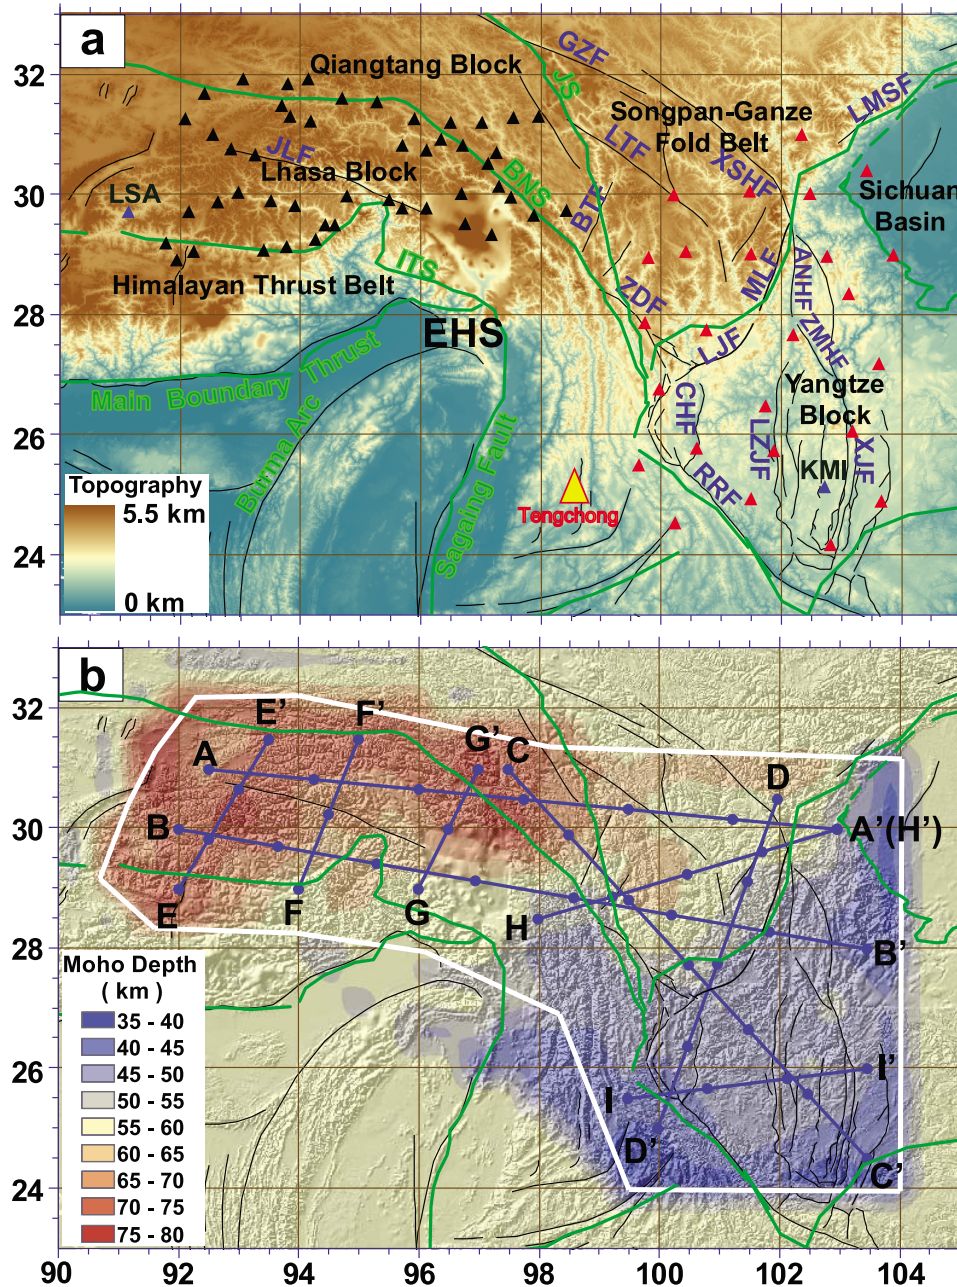 a
Qiangtang Block
GZF
JS
Songpan-Ganze
Fold Belt
LMSF
JLF
Lhasa Block
LTF
XSHF
LSA
BNS
BTF
Sichuan
Basin
ITS
Himalayan Thrust Belt
ZDF
MLF
ANHF
EHS
LJF
ZMHF
Main Boundary Thrust
Burma Arc
Sagaing Fault
CHF
Yangtze
Block
LZJF
KMI
XJF
RRF
Tengchong
Topography
5.5 km
0 km
32
30
28
26
24
b
E'
F'
G'
C
A
D
B
A'(H')
E
F
G
H
B'
I
I'
D'
C'
Moho Depth
( km )
35 - 40
40 - 45
45 - 50
50 - 55
55 - 60
60 - 65
65 - 70
70 - 75
75 - 80
32
30
28
26
24
90 92 94 96 98 100 102 104